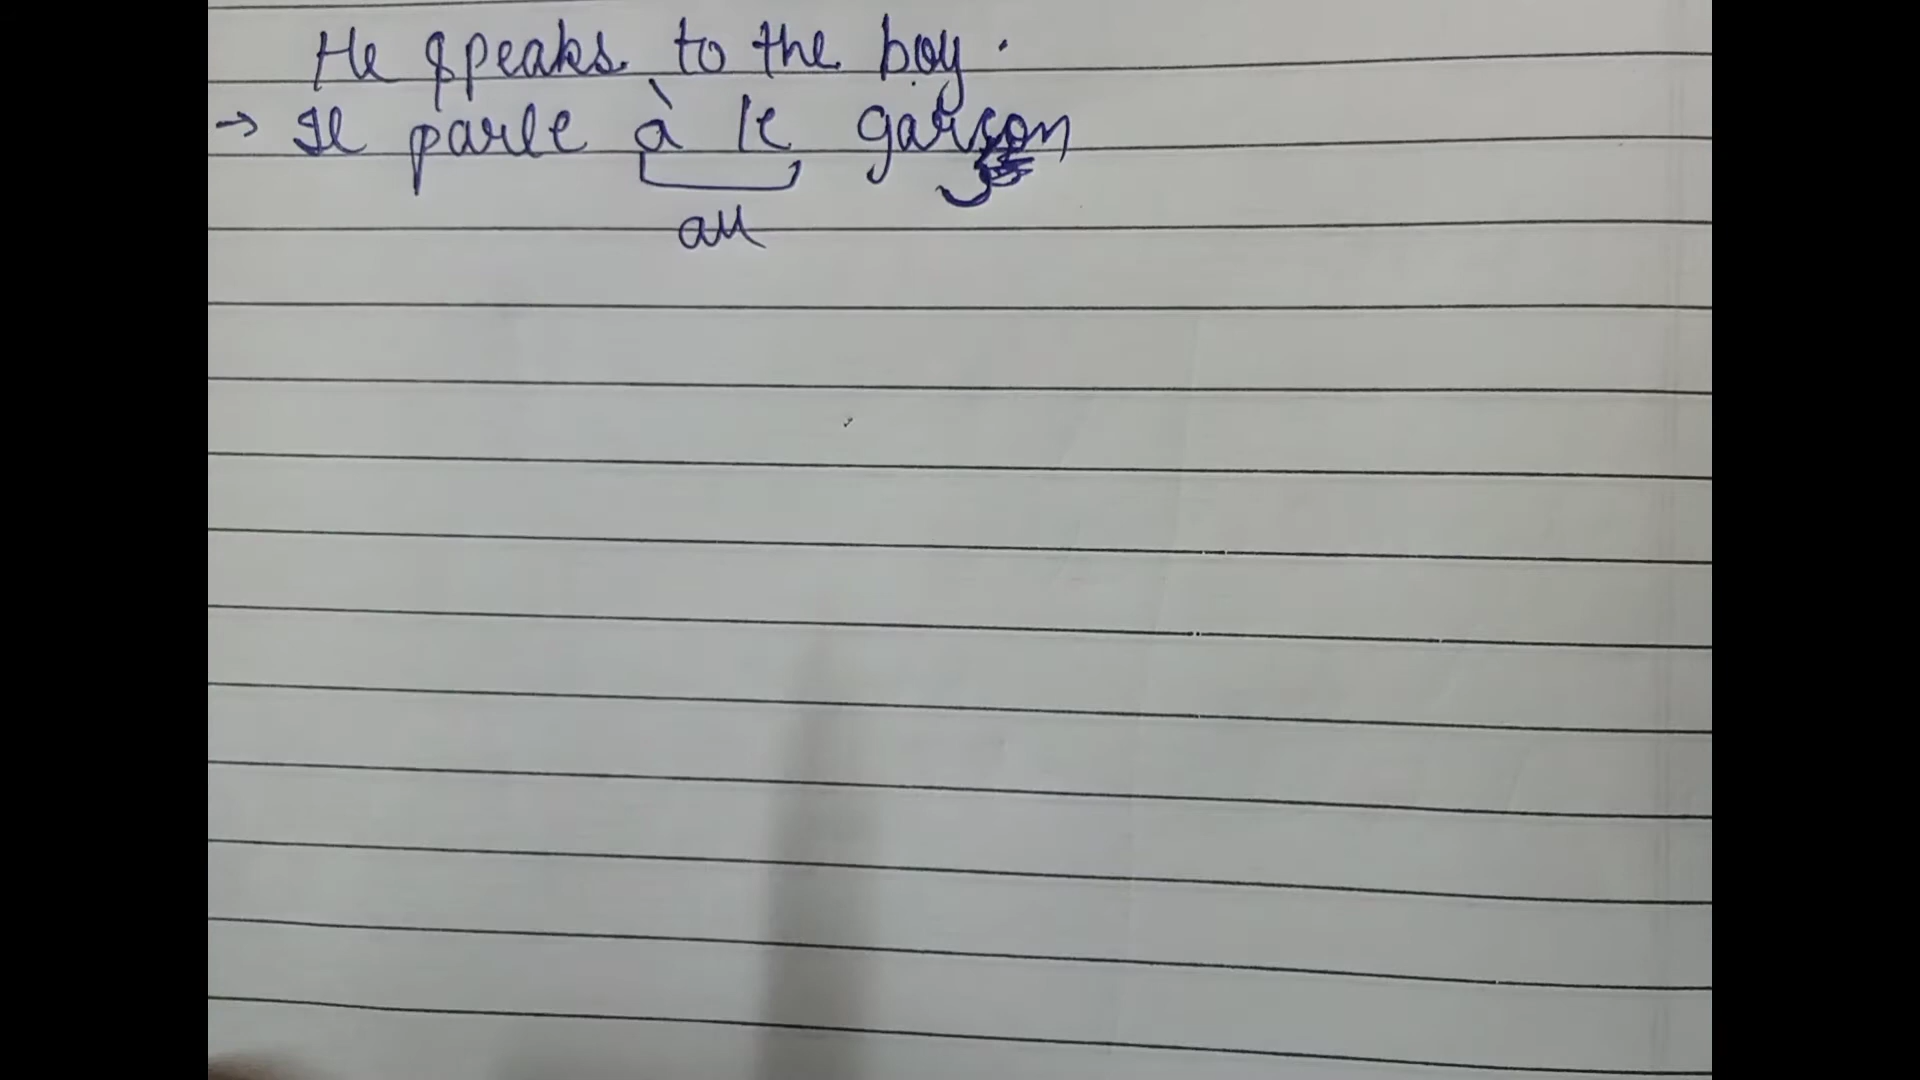 He speaks to the boy.
→ Il parle à le garçon
au